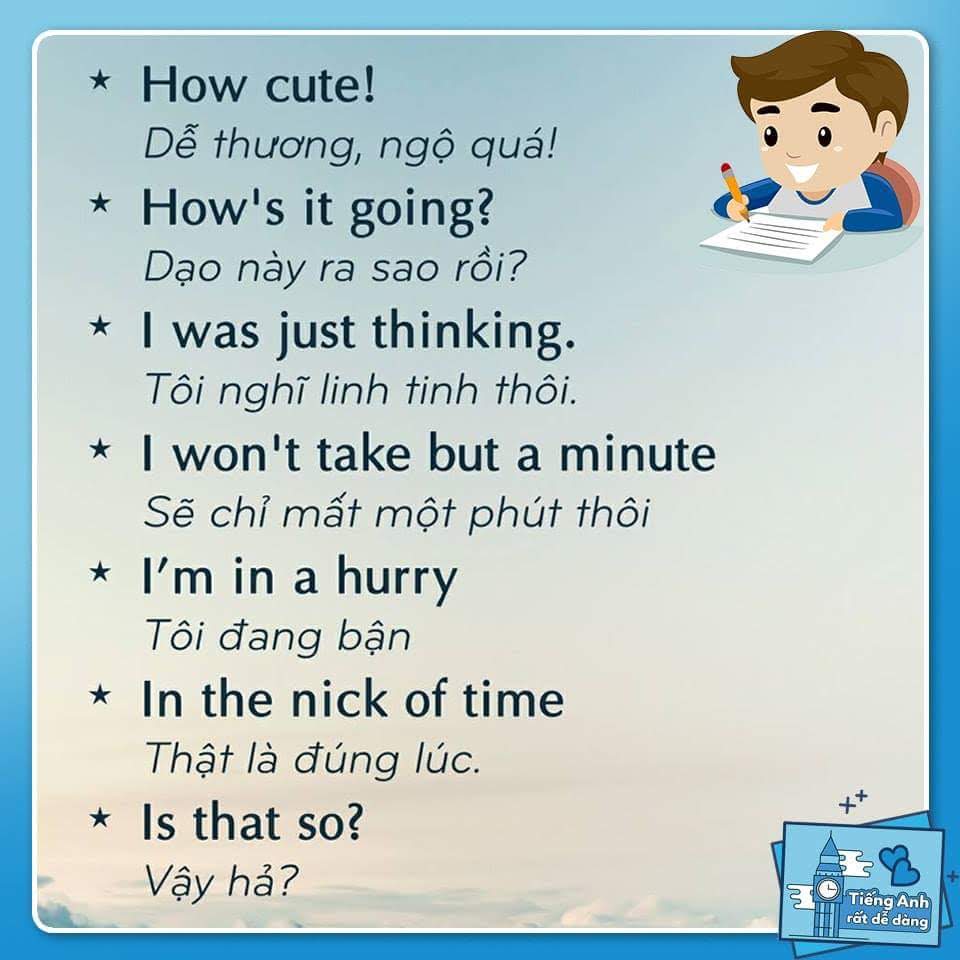 ★ How cute!
Dễ thương, ngộ quá!
★ How's it going?
Dạo này ra sao rồi?
★ I was just thinking.
Tôi nghĩ linh tinh thôi.
★ I won't take but a minute
Sẽ chỉ mất một phút thôi
★ I’m in a hurry
Tôi đang bận
★ In the nick of time
Thật là đúng lúc.
★ Is that so?
Vậy hả?
Tiếng Anh
rất dễ dàng